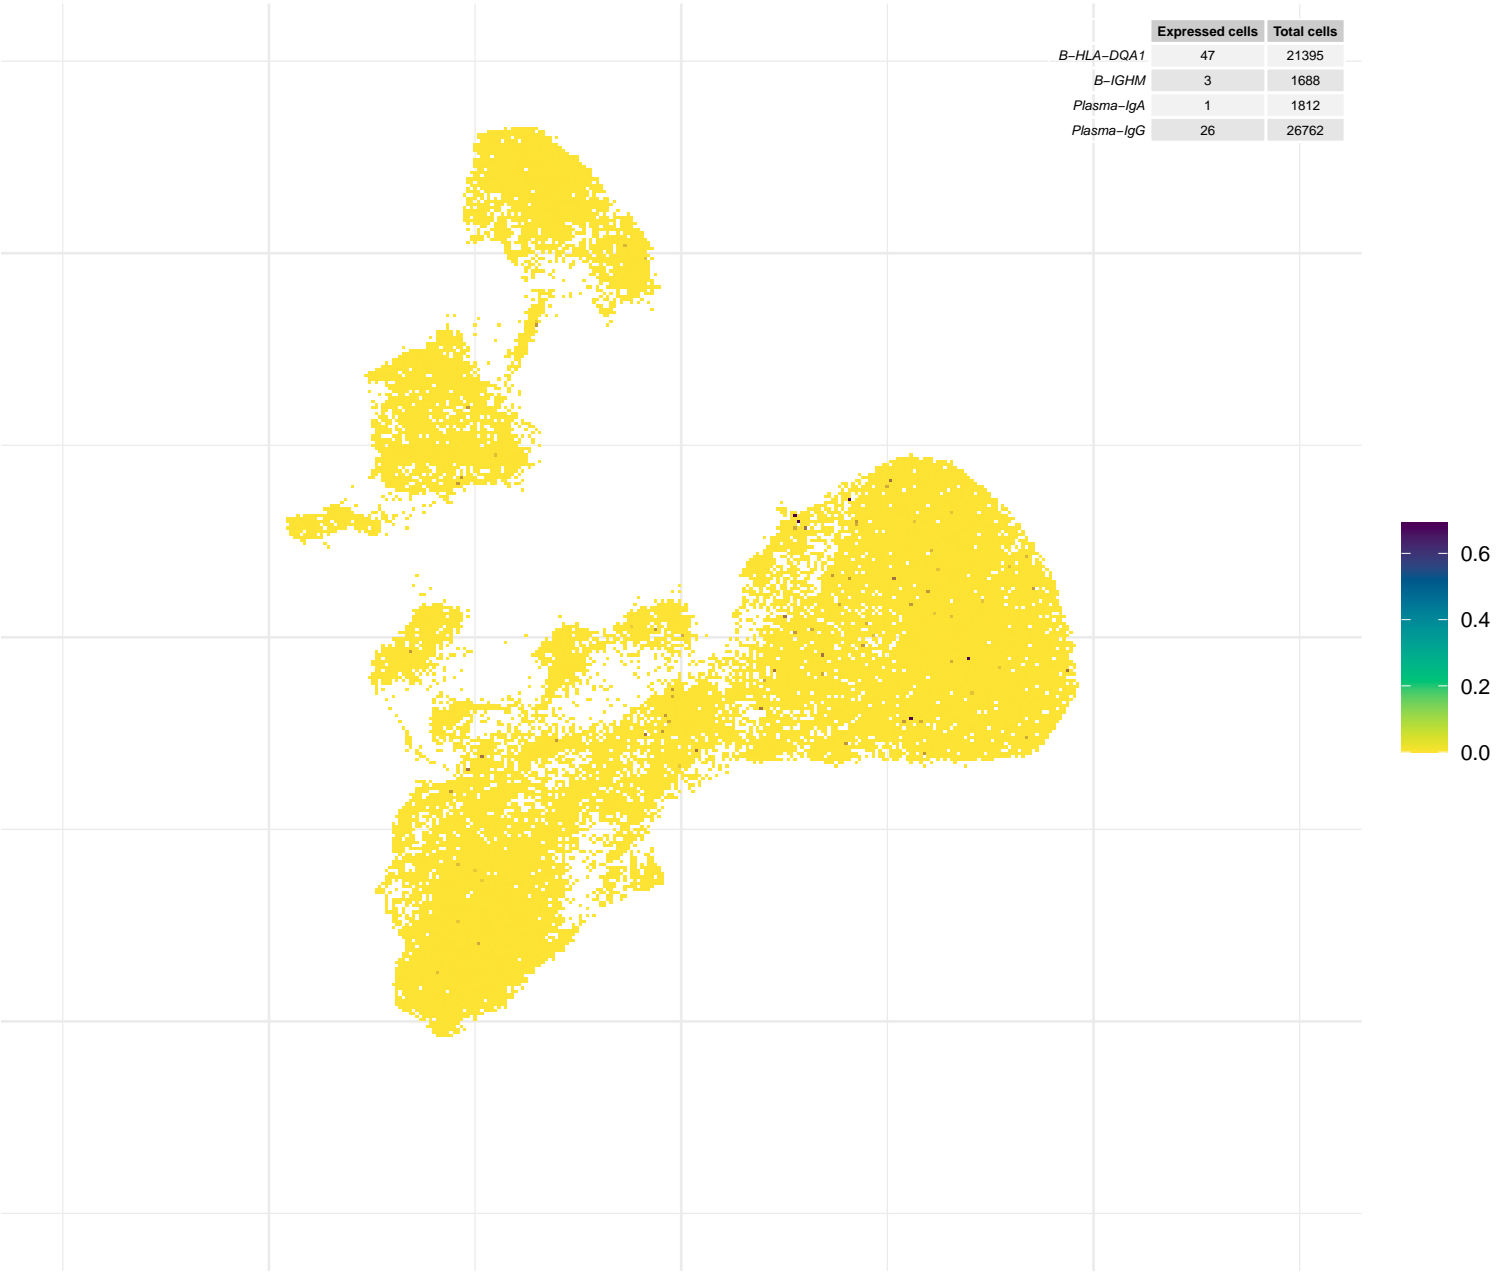 Expressed cells Total cells
B−HLA−DQA1 47 21395
B−IGHM 3 1688
Plasma−IgA 1 1812
Plasma−IgG 26 26762
0.6
0.4
0.2
0.0